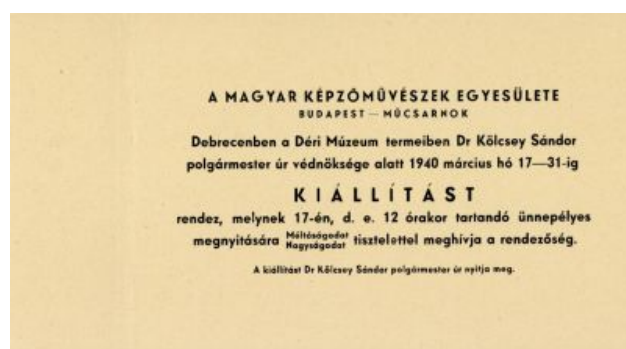 A MAGYAR KÉPZŐMŰVÉSZEK EGYESÜLETE
BUDAPEST — MŰCSARNOK
Debrecenben a Déri Múzeum termeiben Dr Kölcsey Sándor
polgármester úr védnöksége alatt 1940 március hó 17—31-ig
KIÁLLÍTÁST
rendez, melynek 17-én, d. e. 12 órakor tartandó ünnepélyes
megnyitására Méltóságodat Nagyságodat tisztelettel meghívja a rendezőség.
A kiállítást Dr Kölcsey Sándor polgármester úr nyitja meg.